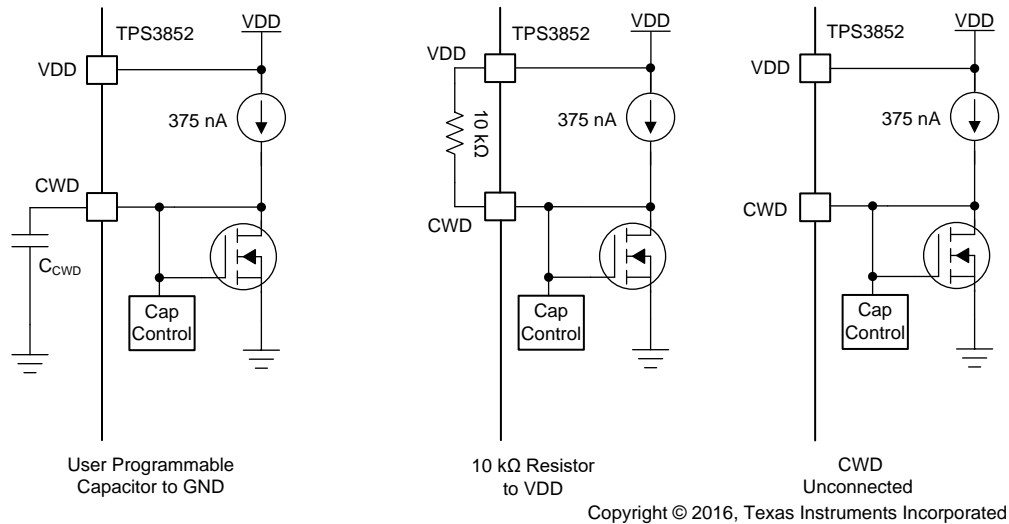 TPS3852
VDD
VDD
375 nA
CWD
C_CWD
Cap
Control
User Programmable
Capacitor to GND
TPS3852
VDD
VDD
10 kΩ
375 nA
CWD
Cap
Control
10 kΩ Resistor
to VDD
TPS3852
VDD
VDD
375 nA
CWD
Cap
Control
CWD
Unconnected
Copyright © 2016, Texas Instruments Incorporated